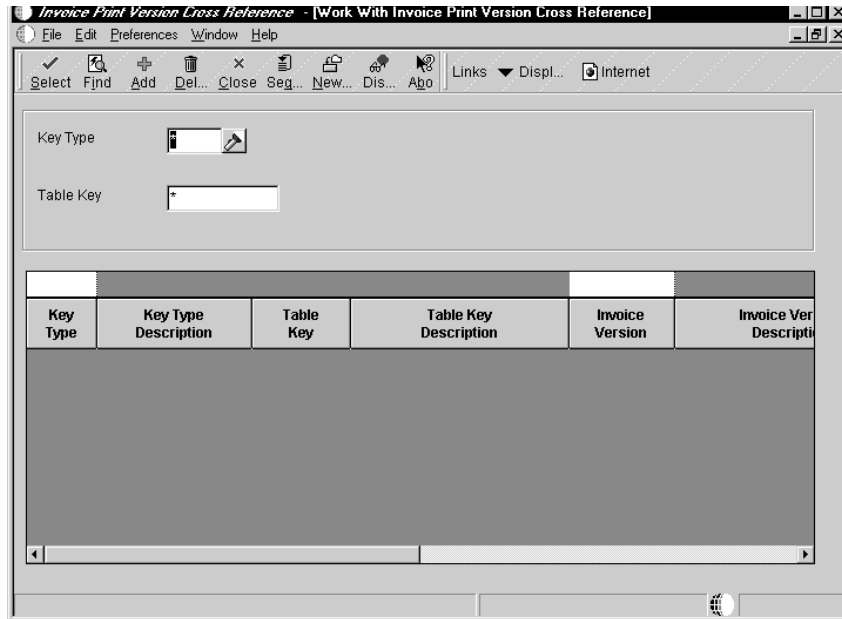 Invoice Print Version Cross Reference - [Work With Invoice Print Version Cross Reference]
File Edit Preferences Window Help
Select Find Add Del... Close Seq... New... Dis... Abo Links Displ... Internet
Key Type *
Table Key *
Key Type Key Type Description Table Key Table Key Description Invoice Version Invoice Ver Descripti